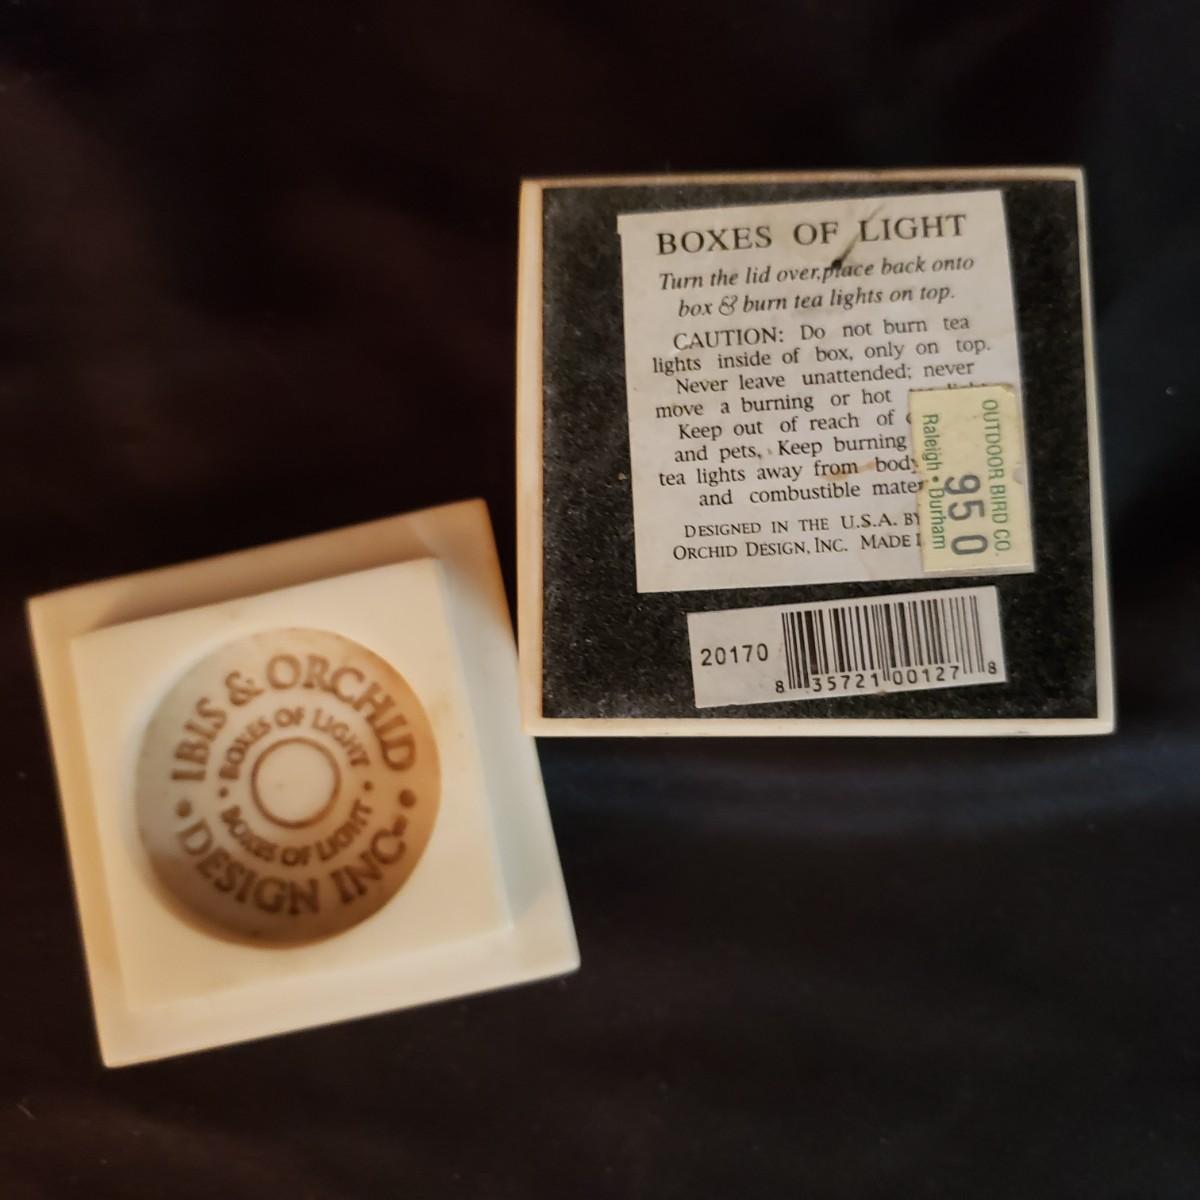 BOXES OF LIGHT
Turn the lid over, place back onto
box & burn tea lights on top.
CAUTION: Do not burn tea
lights inside of box, only on top.
Never leave unattended; never
move a burning or hot
Keep out of reach of
and pets. Keep burning
tea lights away from body
and combustible
DESIGNED IN THE U.S.A. BY
ORCHID DESIGN, INC. MADE
OUTDOOR BIRD CO.
95 0
Raleigh • Durham
20170
8 35721 00127 8
• IBIS & ORCHID •
DESIGN INC.
• BOXES OF LIGHT •
BOXES OF LIGHT